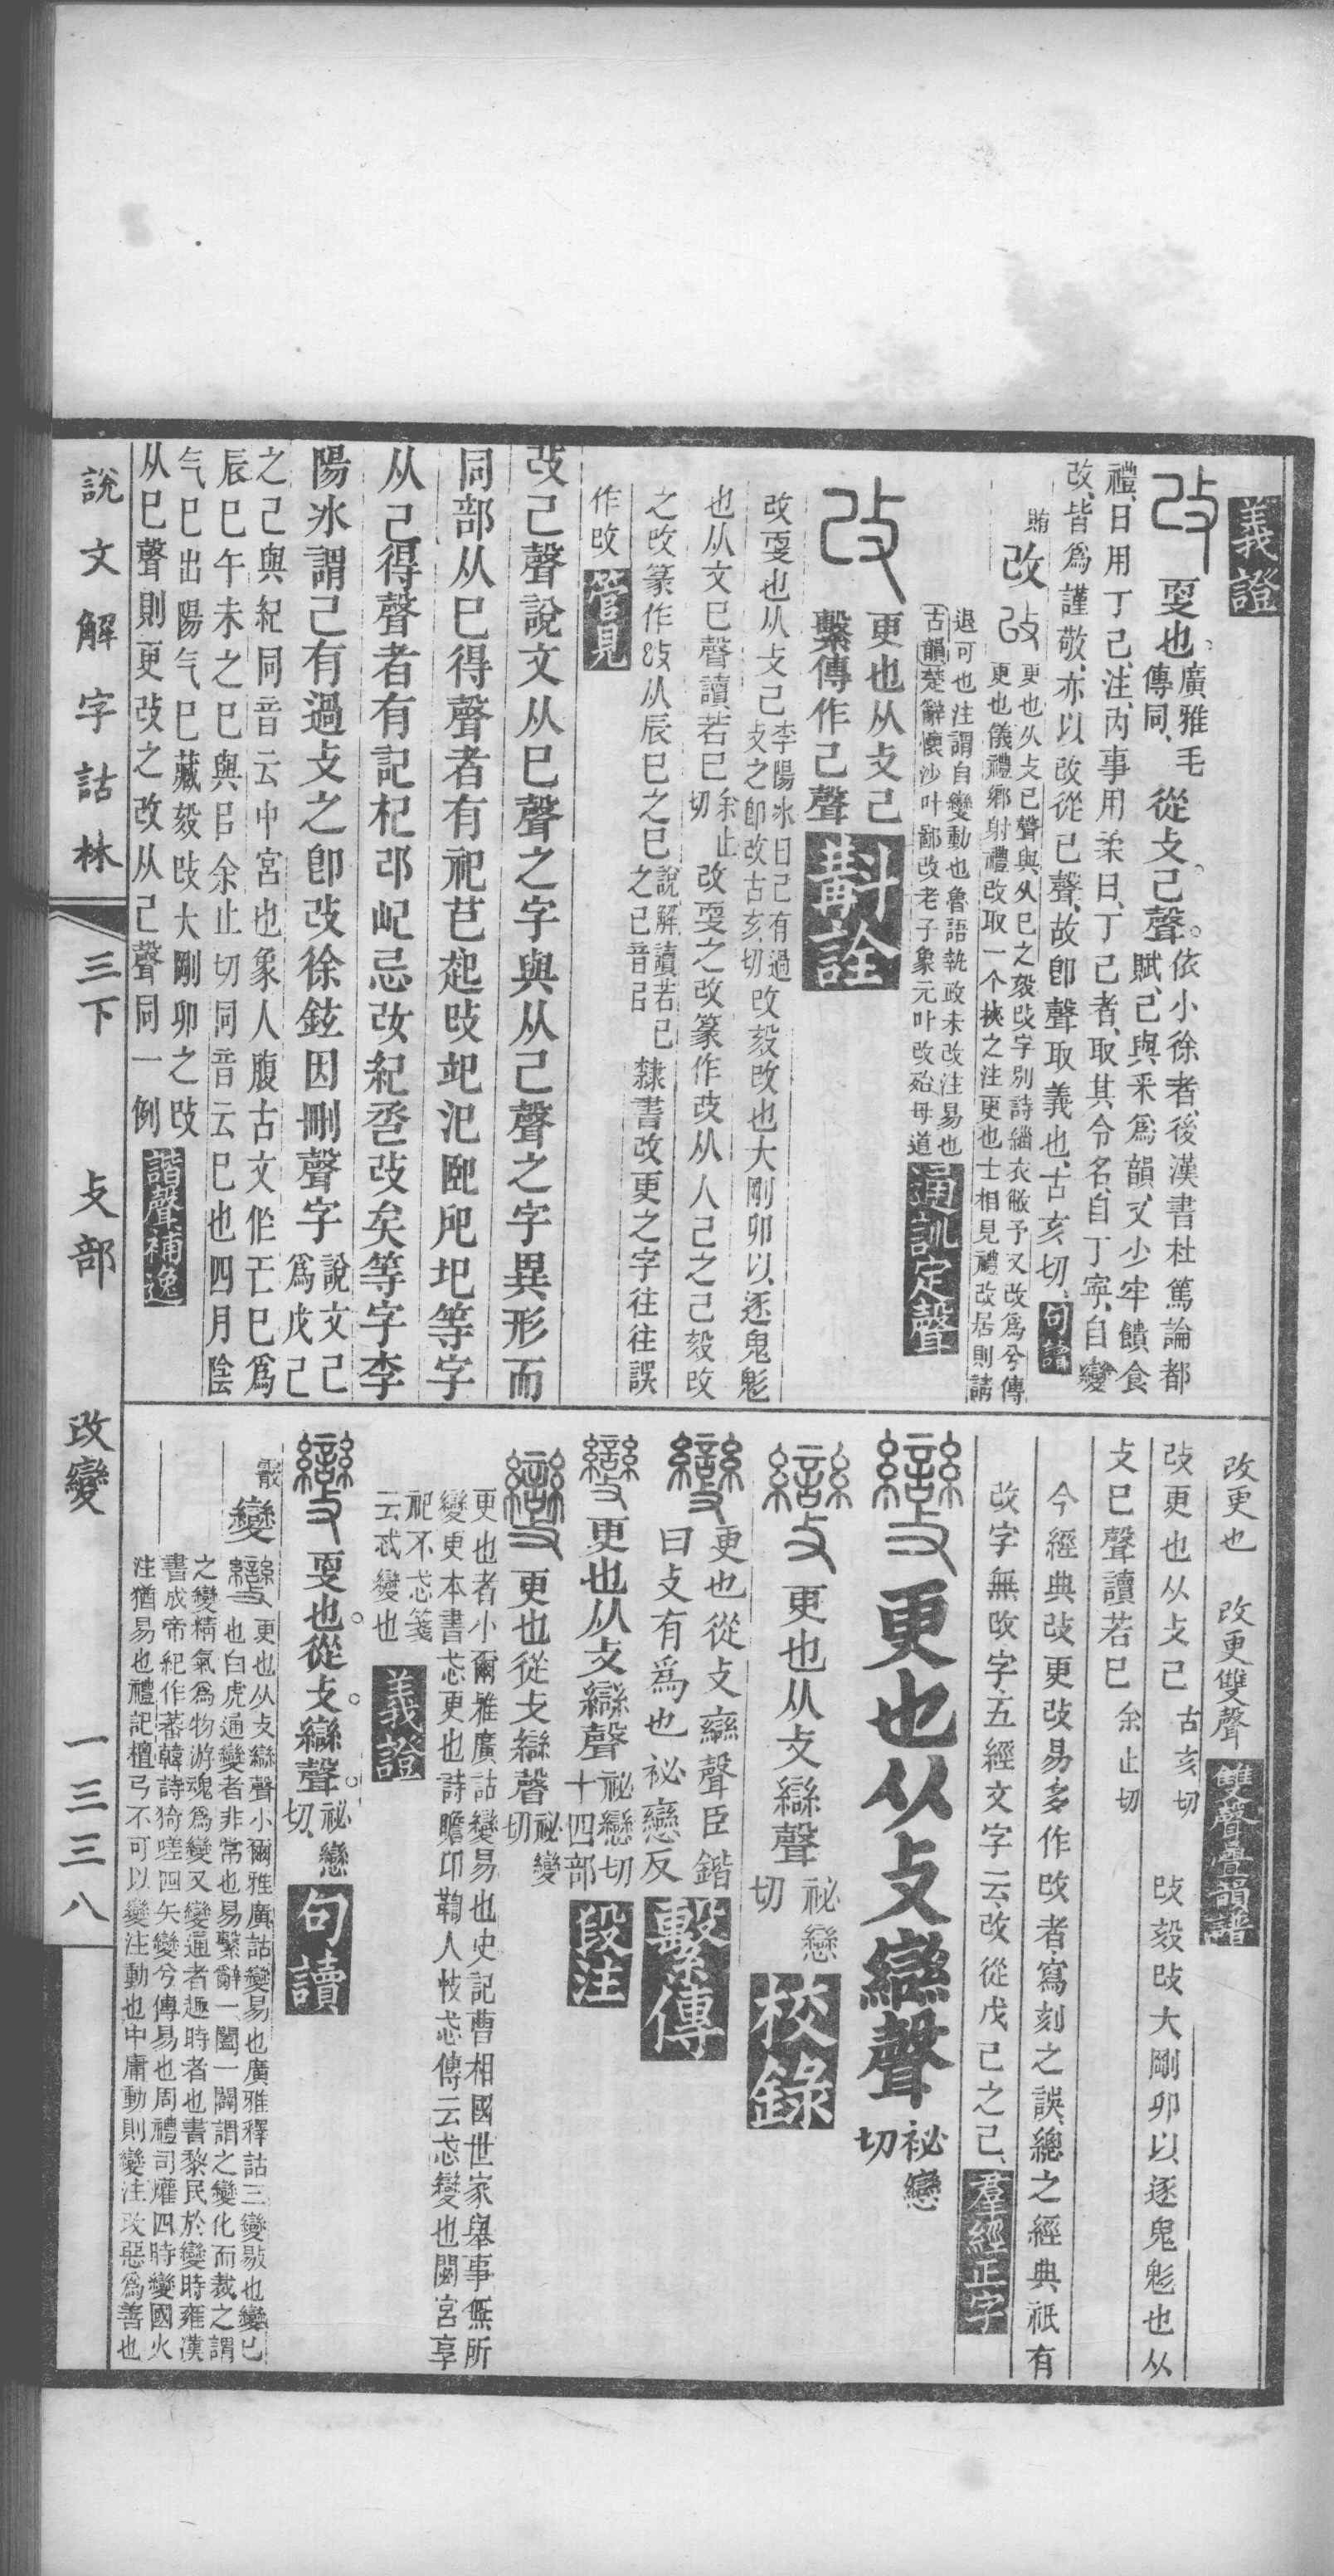 義證
㪅也。廣雅毛傳同、從攴。己聲。依小徐者、後漢書杜篤論都賦、己與釆爲韻、又少牢饋食
禮、日用丁己、注、內事用柔日、丁己者、取其令名、自丁寧、自變
改、皆爲謹敬、亦以改從己聲、故卽聲取義也、古亥切、句讀
賄改更也从攴己聲與从巳之毅攺字別詩緇衣敝予又改爲兮傳
更也儀禮鄉射禮改取一个挾之注更也士相見禮改居則請
退可也注謂自變動也魯語執政未改注易也
古韻楚辭懷沙叶鄙改老子象元叶改殆母道通訓定聲
更也从攴己
繫傳作己聲斠詮
改㪅也从攴己李陽冰曰己有過攴之卽改古亥切攺毅攺也大剛卯以逐鬼鬽
也从攴巳聲讀若巳余止切改㪅之改篆作改从人己之己毅攺
之攺篆作攺从辰巳之巳說解讀若巳之巳音㠯隸書改更之字往往誤
作攺管見
改己聲說文从巳聲之字與从己聲之字異形而
同部从巳得聲者有祀芑起攺圯汜巸戺圮等字
从己得聲者有記杞邔屺忌改紀巹改矣等字李
陽冰謂己有過攴之卽改徐鉉因刪聲字說文己爲戊己
之己與紀同音云中宮也象人腹古文作𢀒巳爲
辰巳午未之巳與㠯余止切同音云巳也四月陰
气巳出陽气巳藏毅攺大剛卯之攺
从巳聲則更改之改从己聲同一例諧聲補逸
改更也 改更雙聲雙聲疊韻譜
改更也从攴己古亥切 攺毅攺大剛卯以逐鬼鬽也从
攴巳聲讀若巳余止切
今經典改更改易多作攺者、寫刻之誤、總之經典祇有
改字無攺字、五經文字云、改從戊己之己、羣經正字
更也从攴䜌聲祕戀切
更也从攴䜌聲祕戀切校錄
更也從攴䜌聲臣鍇
曰攴有爲也祕戀反繫傳
更也从攴䜌聲祕戀切十四部段注
更也從攴䜌聲祕變切
更也者小爾雅廣詁變易也史記曹相國世家舉事無所
變更本書忒更也詩瞻卬鞫人忮忒傳云忒變也閟宮享
祀不忒箋
云忒變也義證
㪅也。從攴。䜌聲。祕戀切、句讀
霰變更也从攴䜌聲小爾雅廣詁變易也廣雅釋詁三變敡也變已
也白虎通變者非常也易繫辭一闔一闢謂之變化而裁之謂
之變精氣爲物游魂爲變又變通者趣時者也書黎民於變時雍漢
書成帝紀作蕃韓詩猗嗟四矢變兮傳易也周禮司爟四時變國火
注猶易也禮記檀弓不可以變注動也中庸動則變注改惡爲善也
說文解字詁林 三下 攴部 改變 一三三八